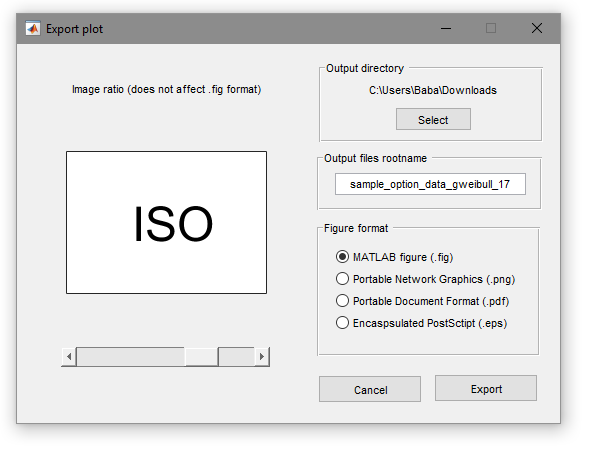 Export plot
Image ratio (does not affect .fig format)
ISO
Output directory
C:\Users\Baba\Downloads
Select
Output files rootname
sample_option_data_gweibull_17
Figure format
MATLAB figure (.fig)
Portable Network Graphics (.png)
Portable Document Format (.pdf)
Encaspsulated PostSctipt (.eps)
Cancel
Export